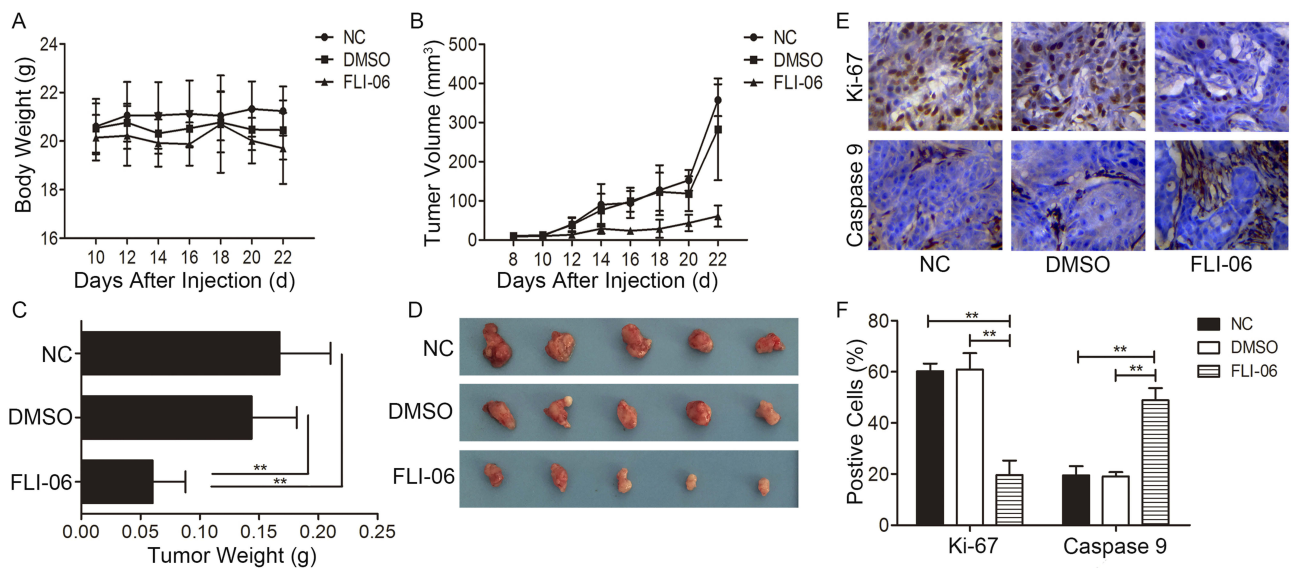 A
24
22
20
18
16
Body Weight (g)
10 12 14 16 18 20 22
Days After Injection (d)
NC
DMSO
FLI-06
B
500
400
300
200
100
0
Tumer Volume (mm³)
8 10 12 14 16 18 20 22
Days After Injection (d)
NC
DMSO
FLI-06
E
Ki-67
Caspase 9
NC DMSO FLI-06
C
NC
DMSO
FLI-06
**
**
0.00 0.05 0.10 0.15 0.20 0.25
Tumor Weight (g)
D
NC
DMSO
FLI-06
F
80
60
40
20
0
Postive Cells (%)
**
**
**
**
Ki-67 Caspase 9
NC
DMSO
FLI-06